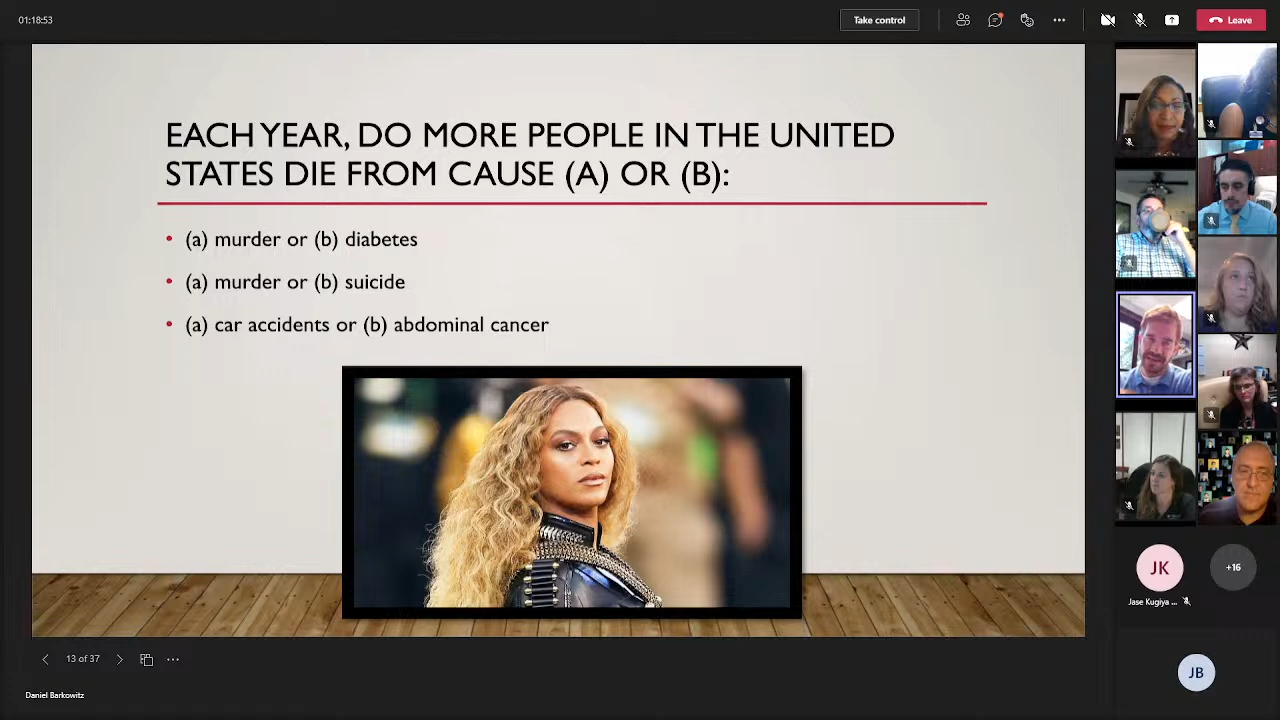 01:18:53
Take control
Leave
EACH YEAR, DO MORE PEOPLE IN THE UNITED
STATES DIE FROM CAUSE (A) OR (B):
• (a) murder or (b) diabetes
• (a) murder or (b) suicide
• (a) car accidents or (b) abdominal cancer
JK
+16
Jase Kugiya ...
13 of 37
JB
Daniel Barkowitz